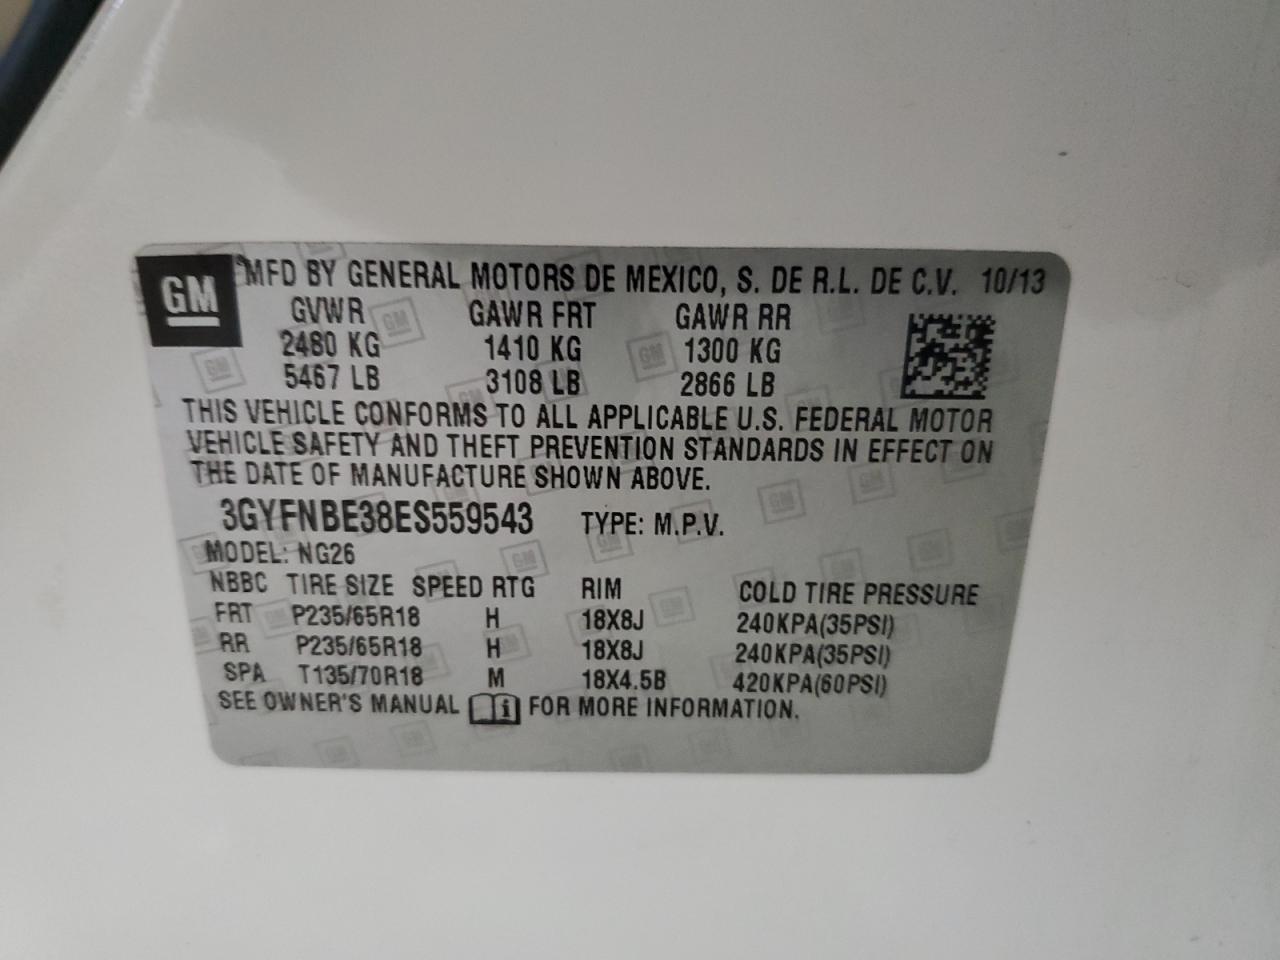 GM
MFD BY GENERAL MOTORS DE MEXICO, S. DE R.L. DE C.V. 10/13
GVWR GAWR FRT GAWR RR
2480 KG 1410 KG 1300 KG
5467 LB 3108 LB 2866 LB
THIS VEHICLE CONFORMS TO ALL APPLICABLE U.S. FEDERAL MOTOR
VEHICLE SAFETY AND THEFT PREVENTION STANDARDS IN EFFECT ON
THE DATE OF MANUFACTURE SHOWN ABOVE.
3GYFNBE38ES559543 TYPE: M.P.V.
MODEL: NG26
NBBC TIRE SIZE SPEED RTG RIM COLD TIRE PRESSURE
FRT P235/65R18 H 18X8J 240KPA(35PSI)
RR P235/65R18 H 18X8J 240KPA(35PSI)
SPA T135/70R18 M 18X4.5B 420KPA(60PSI)
SEE OWNER'S MANUAL i FOR MORE INFORMATION.